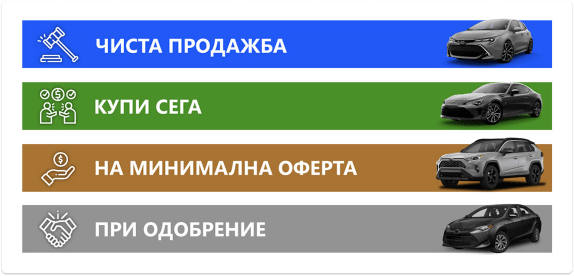 ЧИСТА ПРОДАЖБА
КУПИ СЕГА
НА МИНИМАЛНА ОФЕРТА
ПРИ ОДОБРЕНИЕ